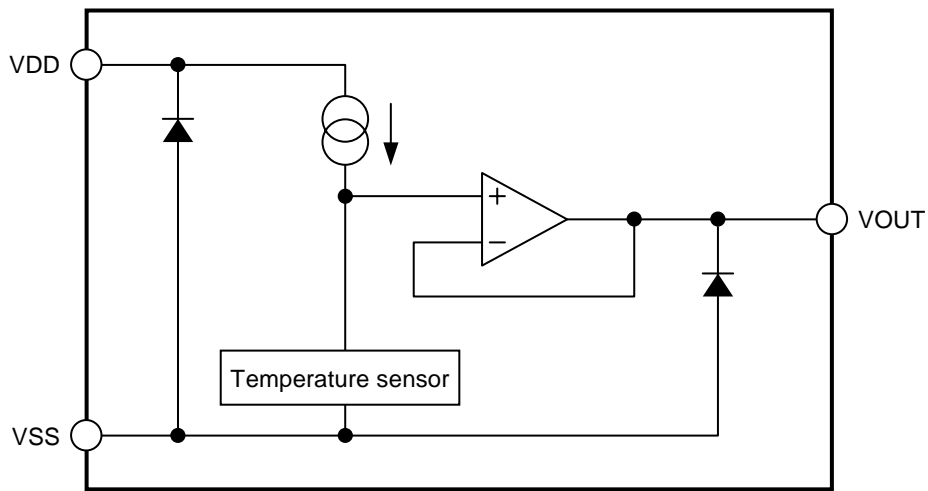 VDD
+
−
VOUT
Temperature sensor
VSS